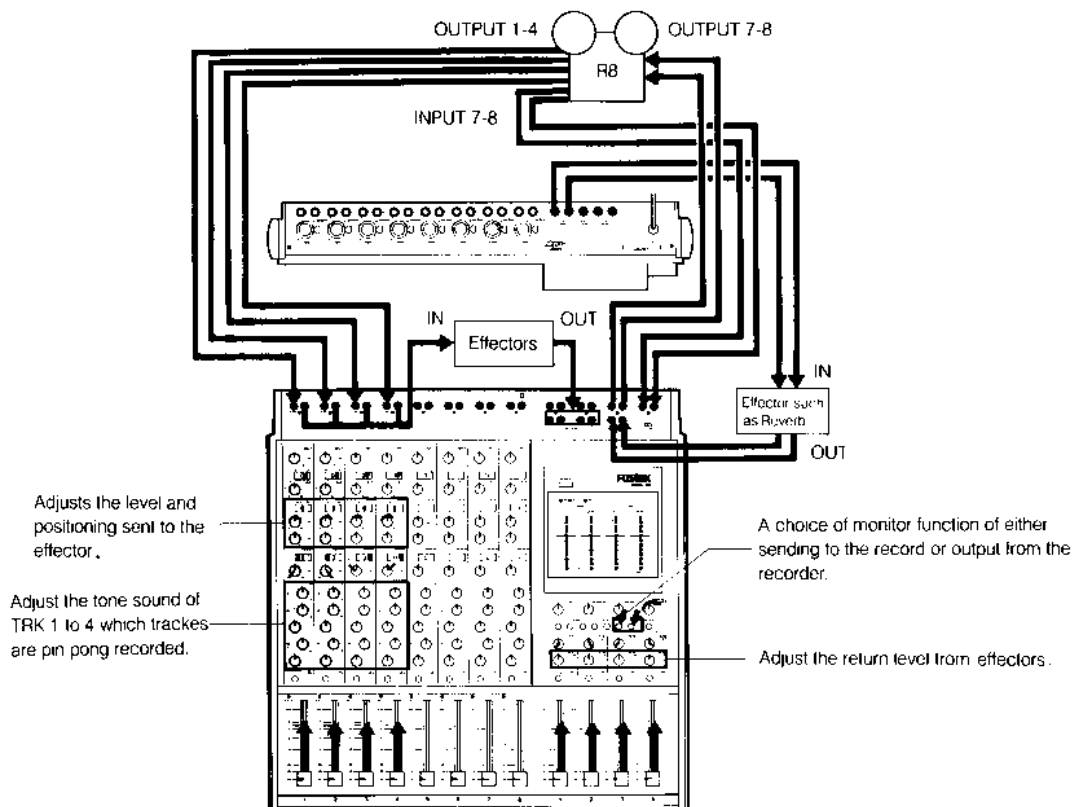 OUTPUT 1-4
OUTPUT 7-8
R8
INPUT 7-8
IN
OUT
Effectors
IN
Effector such
as Reverb
OUT
FOSTEX
Adjusts the level and
positioning sent to the
effector.
A choice of monitor function of either
sending to the record or output from the
recorder.
Adjust the tone sound of
TRK 1 to 4 which trackes
are pin pong recorded.
Adjust the return level from effectors.